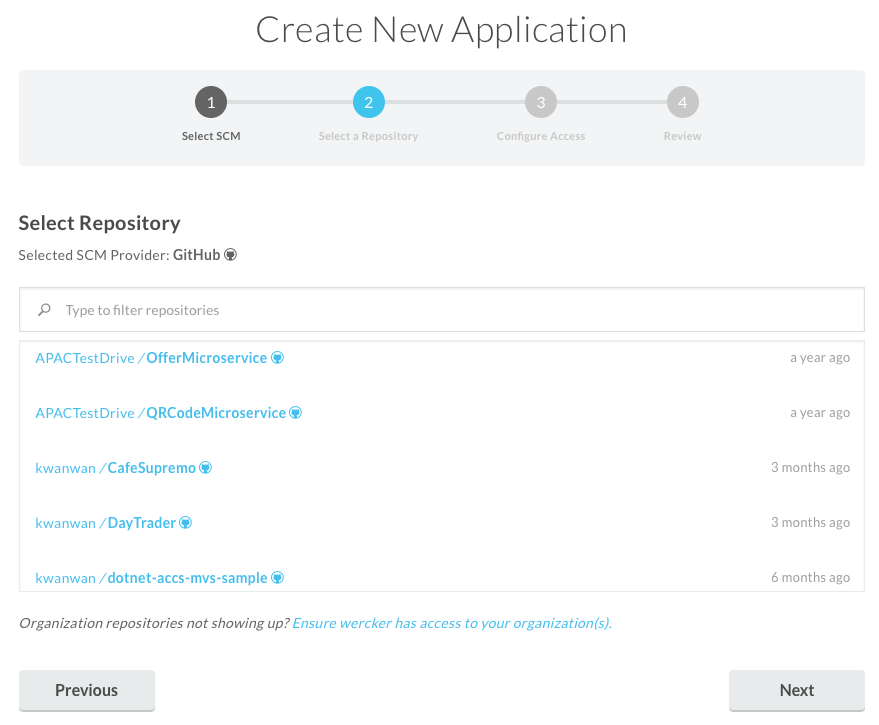 Create New Application
1 2 3 4
Select SCM Select a Repository Configure Access Review
Select Repository
Selected SCM Provider: GitHub
Type to filter repositories
APACTestDrive /OfferMicroservice a year ago
APACTestDrive /QRCodeMicroservice a year ago
kwanwan /CafeSupremo 3 months ago
kwanwan /DayTrader 3 months ago
kwanwan /dotnet-accs-mvs-sample 6 months ago
Organization repositories not showing up? Ensure wercker has access to your organization(s).
Previous Next